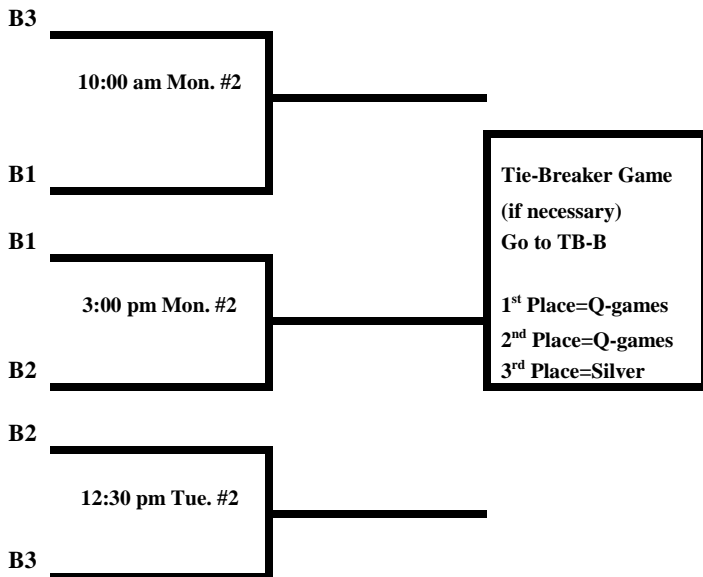 B3
10:00 am Mon. #2
B1
B1
3:00 pm Mon. #2
B2
B2
12:30 pm Tue. #2
B3
Tie-Breaker Game
(if necessary)
Go to TB-B
1st Place=Q-games
2nd Place=Q-games
3rd Place=Silver